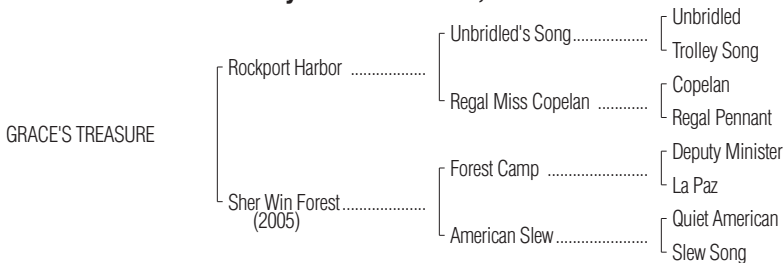 Unbridled
Unbridled's Song..................
Trolley Song
Rockport Harbor ..................
Copelan
Regal Miss Copelan ............
Regal Pennant
GRACE'S TREASURE
Deputy Minister
Forest Camp ........................
La Paz
Sher Win Forest....................
(2005)
Quiet American
American Slew......................
Slew Song